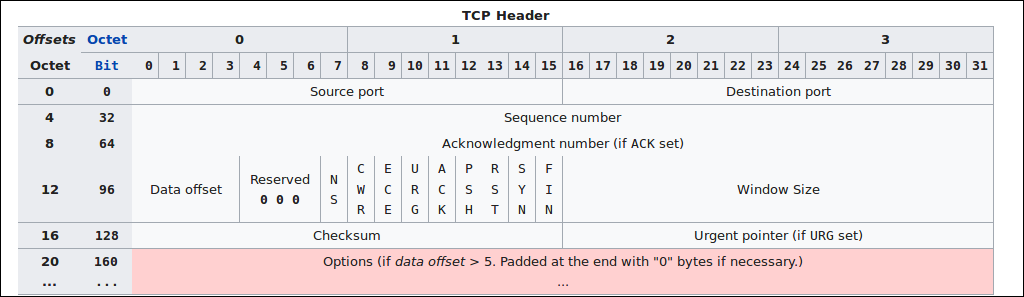 TCP Header
Offsets Octet 0 1 2 3
Octet Bit 0 1 2 3 4 5 6 7 8 9 10 11 12 13 14 15 16 17 18 19 20 21 22 23 24 25 26 27 28 29 30 31
0 0 Source port Destination port
4 32 Sequence number
8 64 Acknowledgment number (if ACK set)
12 96 Data offset Reserved 0 0 0 NS CWR ECE URG ACK PSH RST SYN FIN Window Size
16 128 Checksum Urgent pointer (if URG set)
20 160 Options (if data offset > 5. Padded at the end with "0" bytes if necessary.)
... ... ...